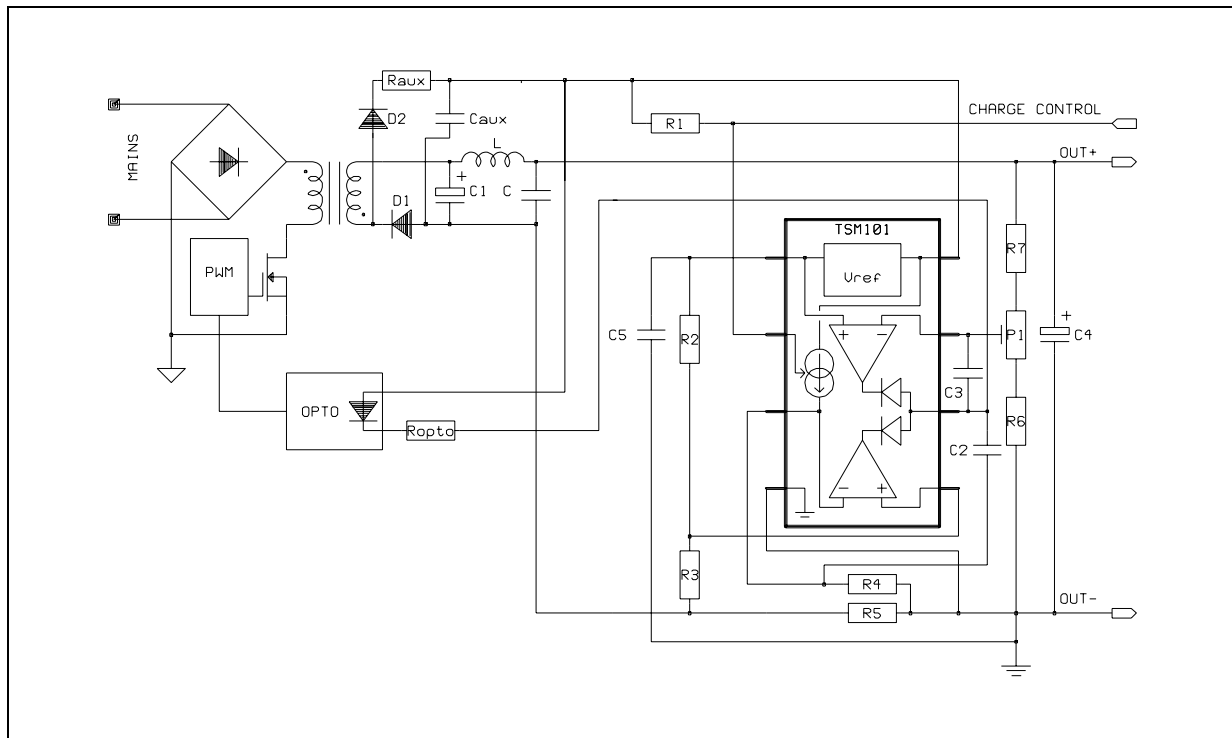 Raux
D2
Caux
R1
CHARGE CONTROL
MAINS
L
OUT+
C1
C
D1
TSM101
R7
PWM
Vref
C5
R2
+
-
P1
+
C4
+
C3
OPTO
Ropto
R6
C2
-
+
R3
R4
R5
OUT-